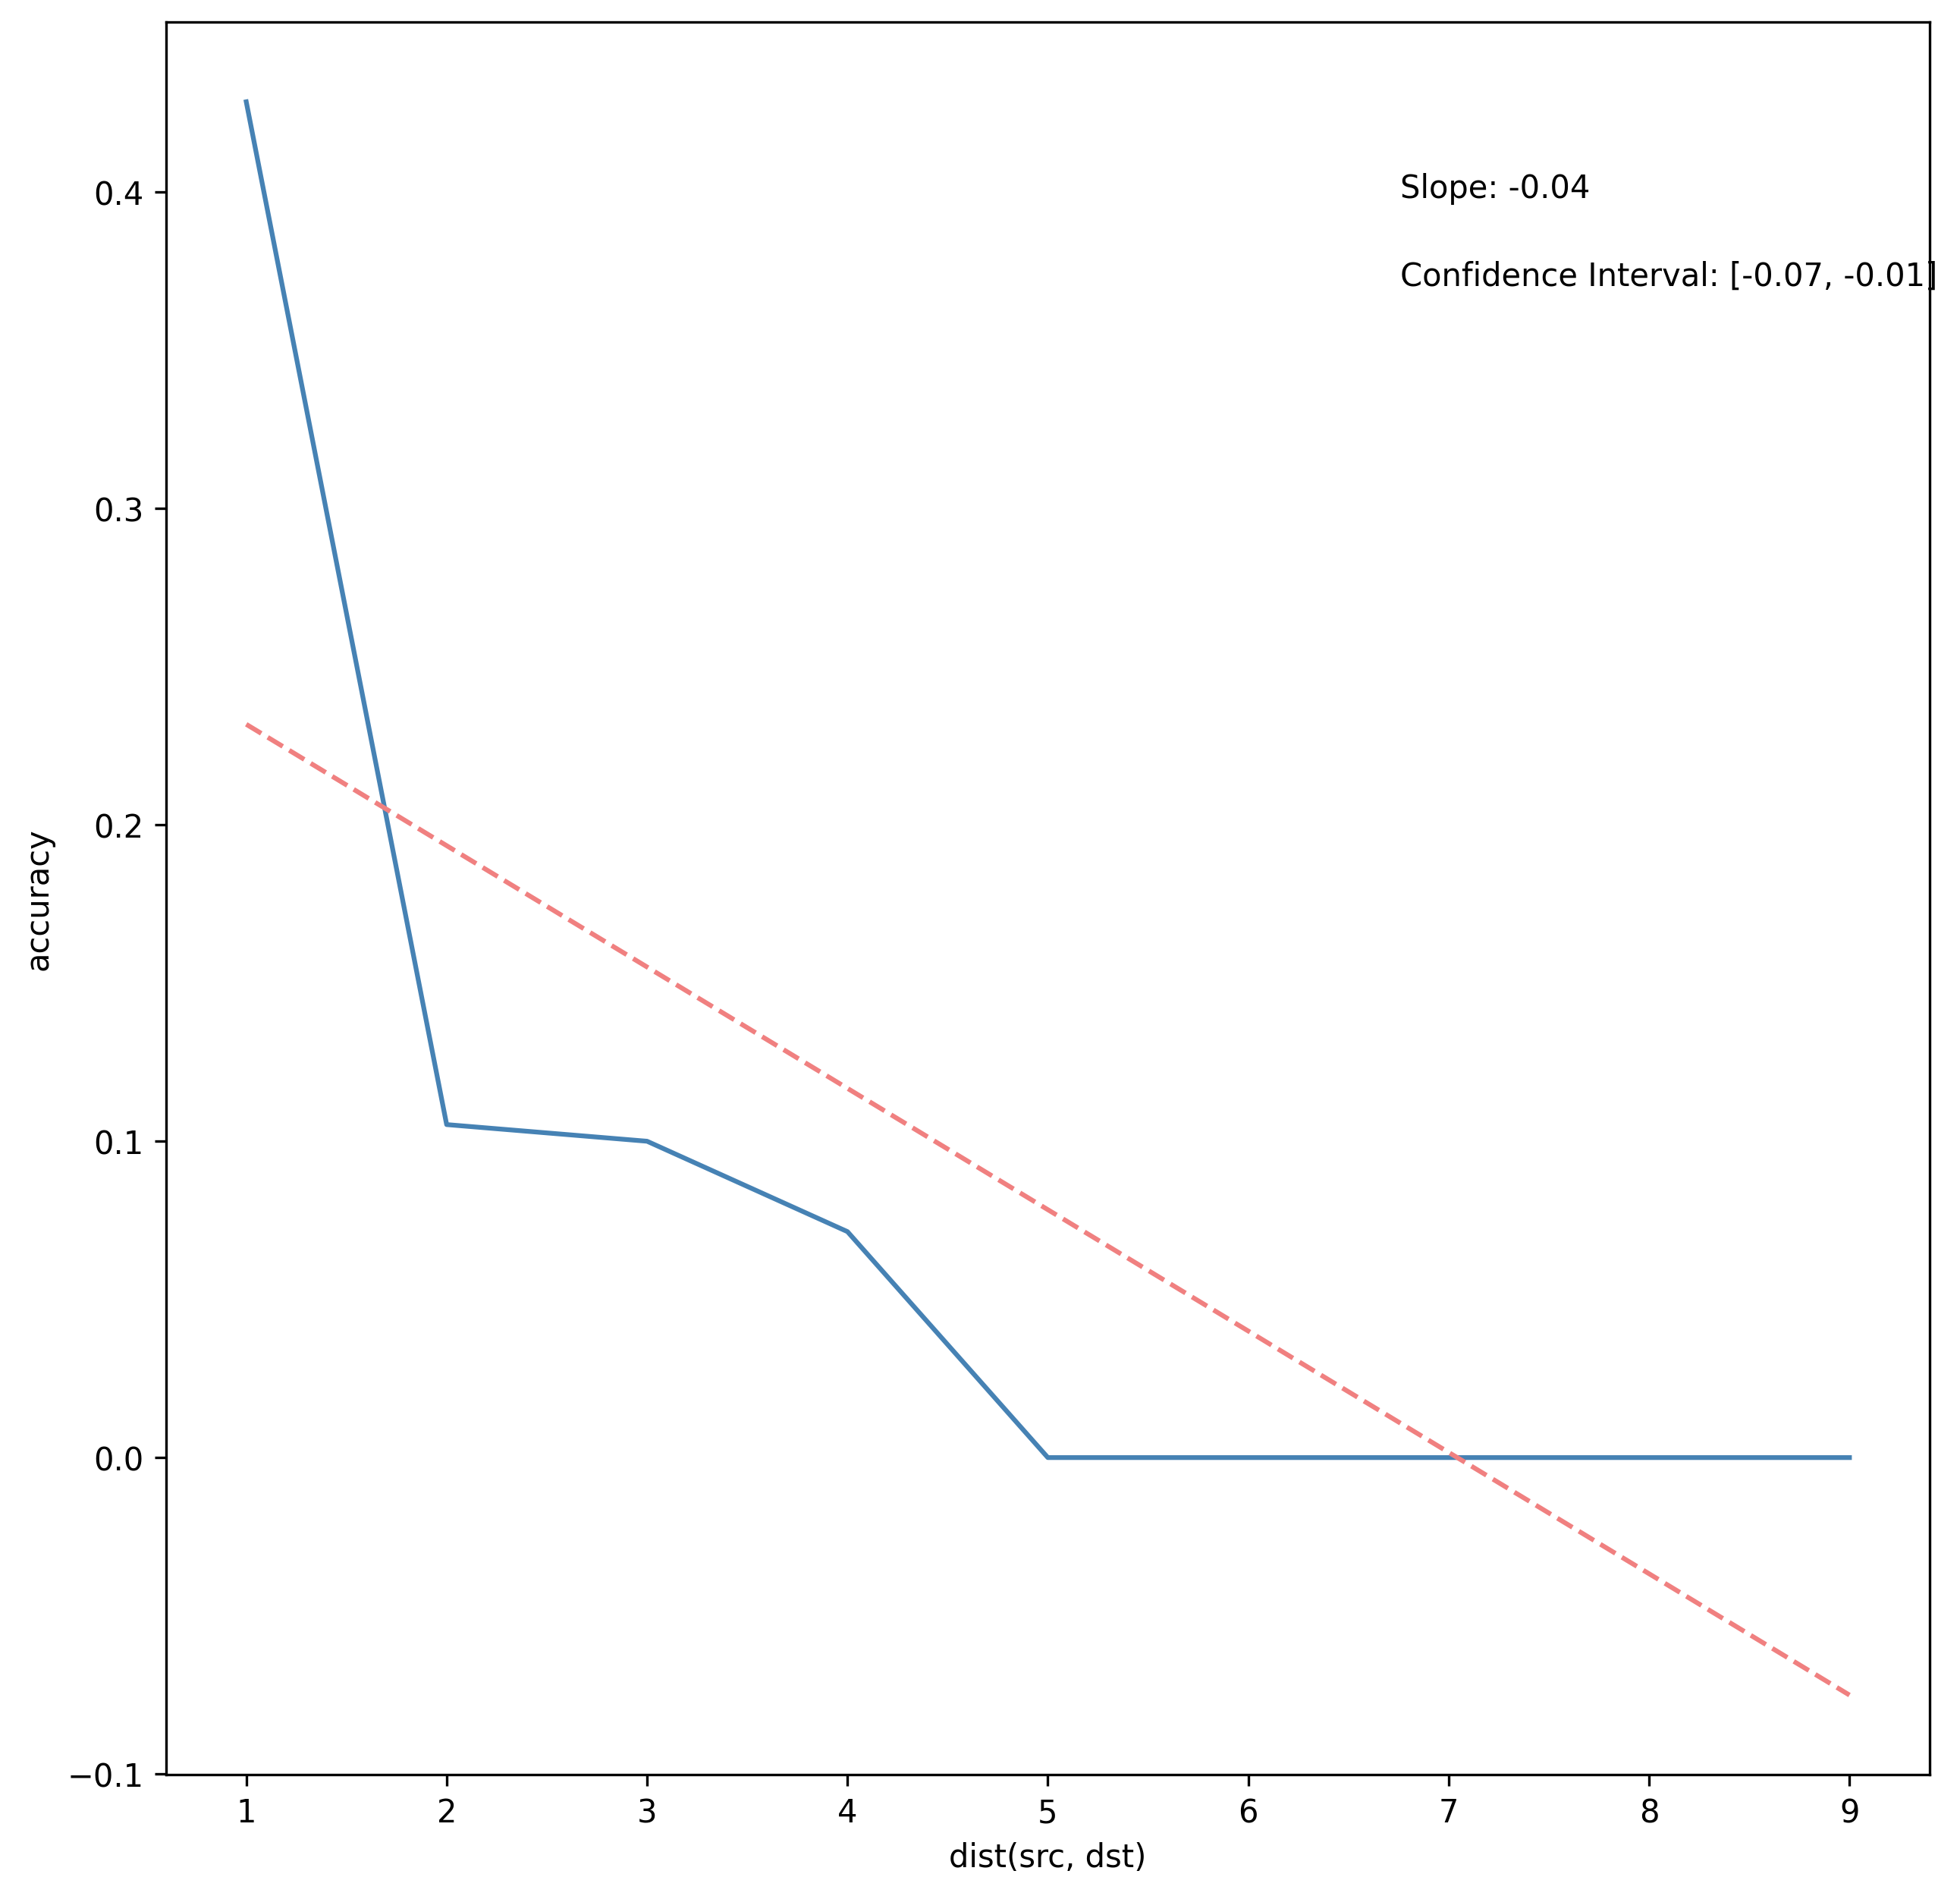 Slope: -0.04
Confidence Interval: [-0.07, -0.01]
0.4
0.3
0.2
0.1
0.0
−0.1
accuracy
1 2 3 4 5 6 7 8 9
dist(src, dst)